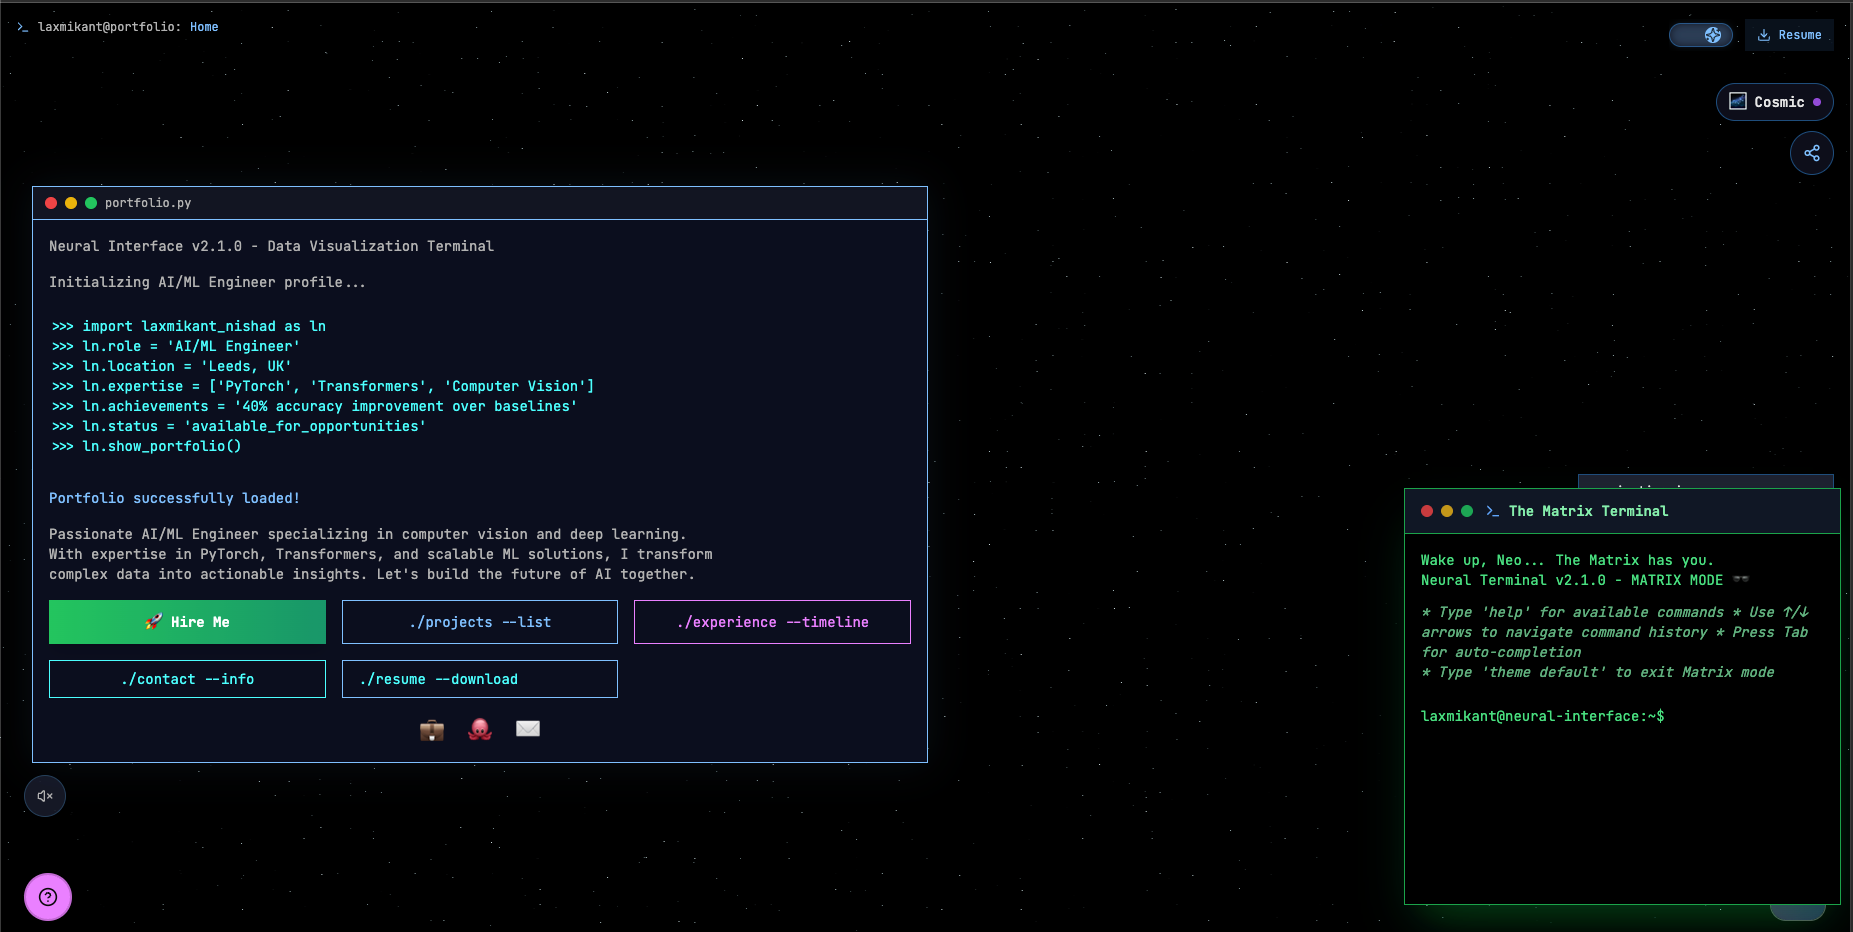 >_ laxmikant@portfolio: Home
Resume
Cosmic
portfolio.py
Neural Interface v2.1.0 - Data Visualization Terminal
Initializing AI/ML Engineer profile...
>>> import laxmikant_nishad as ln
>>> ln.role = 'AI/ML Engineer'
>>> ln.location = 'Leeds, UK'
>>> ln.expertise = ['PyTorch', 'Transformers', 'Computer Vision']
>>> ln.achievements = '40% accuracy improvement over baselines'
>>> ln.status = 'available_for_opportunities'
>>> ln.show_portfolio()
Portfolio successfully loaded!
Passionate AI/ML Engineer specializing in computer vision and deep learning.
With expertise in PyTorch, Transformers, and scalable ML solutions, I transform
complex data into actionable insights. Let's build the future of AI together.
🚀 Hire Me
./projects --list
./experience --timeline
./contact --info
./resume --download
>_ The Matrix Terminal
Wake up, Neo... The Matrix has you.
Neural Terminal v2.1.0 - MATRIX MODE 🕶️
* Type 'help' for available commands * Use ↑/↓
arrows to navigate command history * Press Tab
for auto-completion
* Type 'theme default' to exit Matrix mode
laxmikant@neural-interface:~$